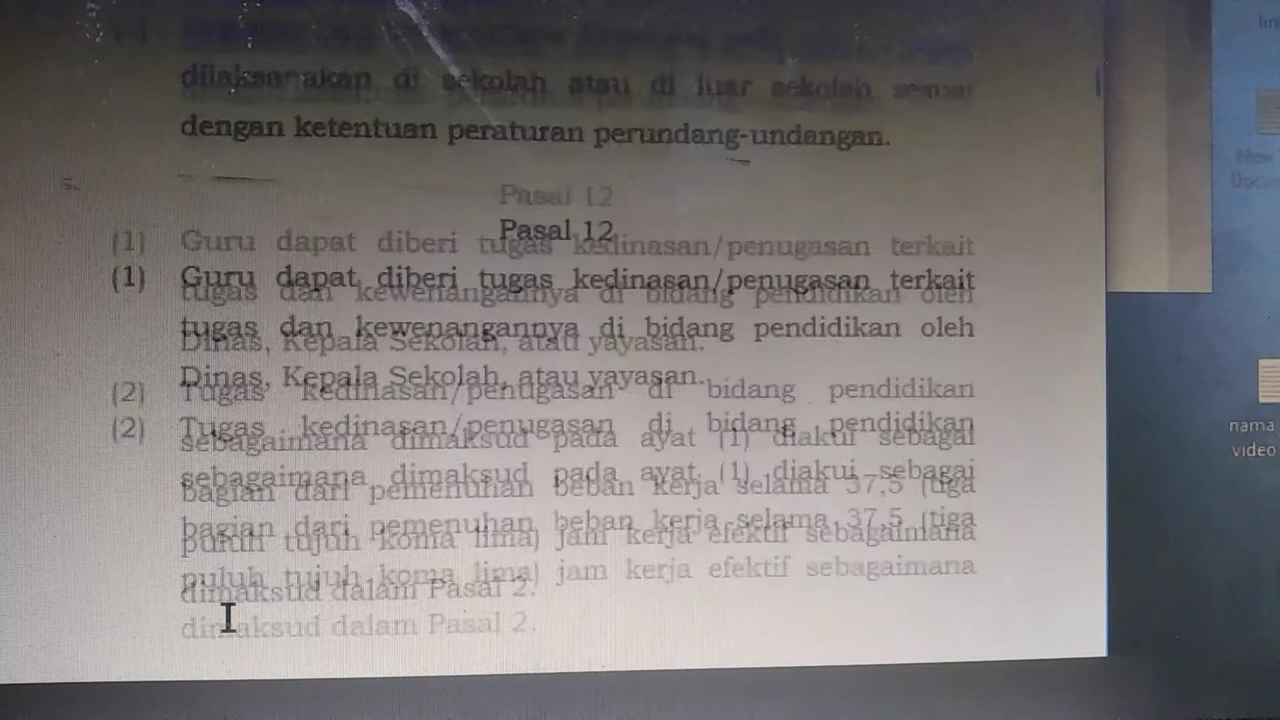 dilaksanakan di sekolah atau di luar sekolah sesuai
dengan ketentuan peraturan perundang-undangan.
Pasal 12
(1) Guru dapat diberi tugas kedinasan/penugasan terkait
tugas dan kewenangannya di bidang pendidikan oleh
Dinas, Kepala Sekolah, atau yayasan.
(2) Tugas kedinasan/penugasan di bidang pendidikan
sebagaimana dimaksud pada ayat (1) diakui sebagai
bagian dari pemenuhan beban kerja selama 37,5 (tiga
puluh tujuh koma lima) jam kerja efektif sebagaimana
dimaksud dalam Pasal 2.
New
nama
video